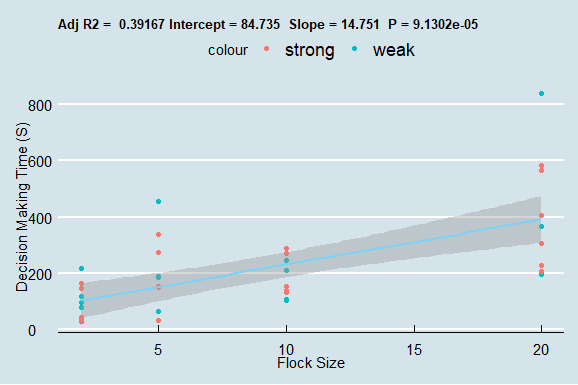 Adj R2 = 0.39167 Intercept = 84.735 Slope = 14.751 P = 9.1302e-05
colour strong weak
Decision Making Time (S)
800
600
400
200
0
5 10 15 20
Flock Size